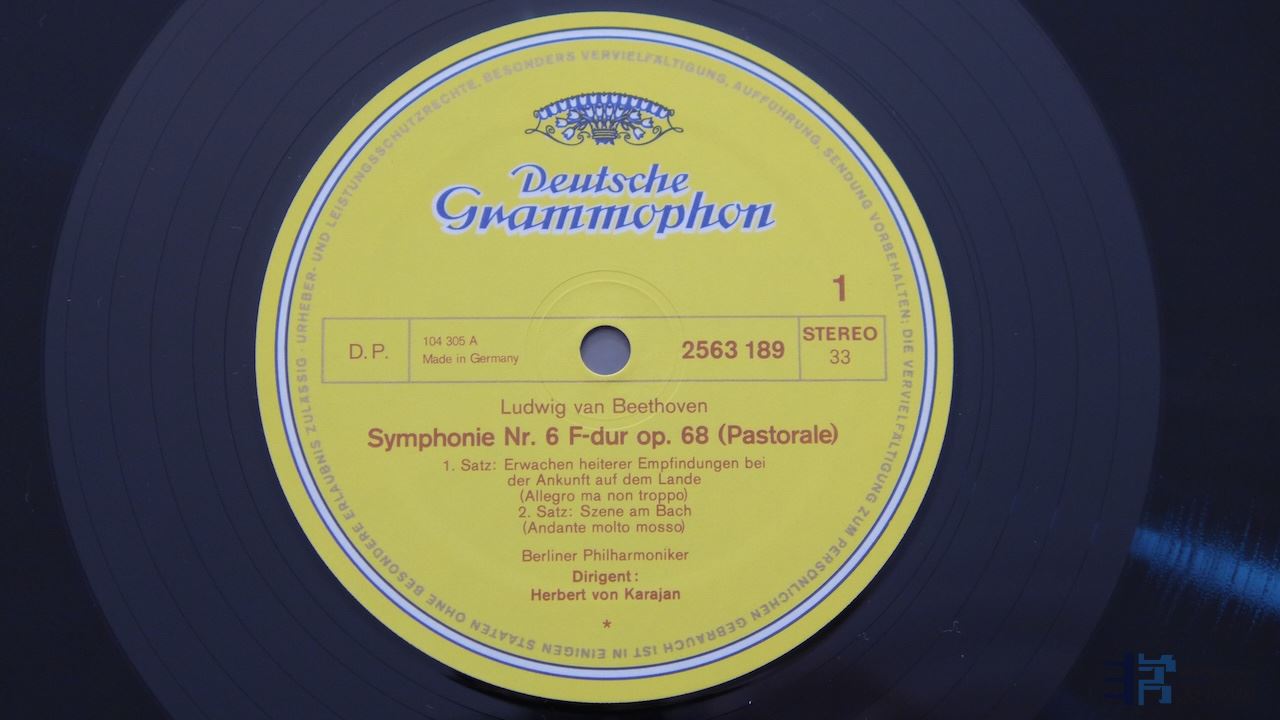 Deutsche
Grammophon
1
D. P.
104 305 A
Made in Germany
2563 189
STEREO
33
Ludwig van Beethoven
Symphonie Nr. 6 F-dur op. 68 (Pastorale)
1. Satz: Erwachen heiterer Empfindungen bei
der Ankunft auf dem Lande
(Allegro ma non troppo)
2. Satz: Szene am Bach
(Andante molto mosso)
Berliner Philharmoniker
Dirigent:
Herbert von Karajan
*
URHEBER- UND LEISTUNGSSCHUTZRECHTE, BESONDERS VERVIELFÄLTIGUNG, AUFFÜHRUNG, SENDUNG VORBEHALTEN; DIE VERVIELFÄLTIGUNG ZUM PERSÖNLICHEN GEBRAUCH IST IN EINIGEN STAATEN OHNE BESONDERE ERLAUBNIS ZULÄSSIG ·